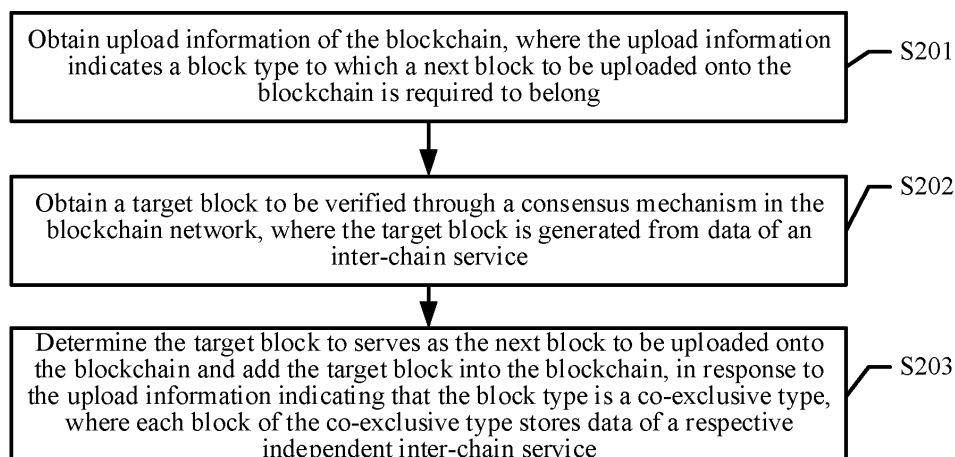 Obtain upload information of the blockchain, where the upload information
indicates a block type to which a next block to be uploaded onto the
blockchain is required to belong
S201
Obtain a target block to be verified through a consensus mechanism in the
blockchain network, where the target block is generated from data of an
inter-chain service
S202
Determine the target block to serves as the next block to be uploaded onto
the blockchain and add the target block into the blockchain, in response to
the upload information indicating that the block type is a co-exclusive type,
where each block of the co-exclusive type stores data of a respective
independent inter-chain service
S203